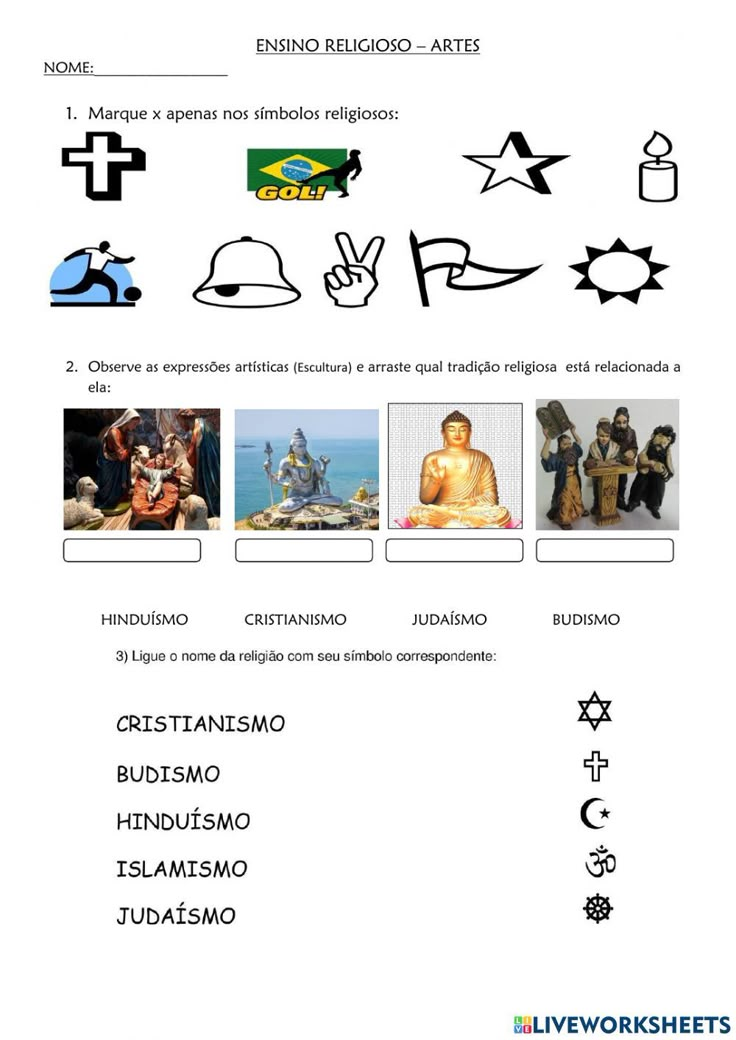 ENSINO RELIGIOSO – ARTES
NOME:___________________
1. Marque x apenas nos símbolos religiosos:
GOL!
2. Observe as expressões artísticas (Escultura) e arraste qual tradição religiosa está relacionada a
ela:
HINDUÍSMO CRISTIANISMO JUDAÍSMO BUDISMO
3) Ligue o nome da religião com seu símbolo correspondente:
CRISTIANISMO
BUDISMO
HINDUÍSMO
ISLAMISMO
JUDAÍSMO
LIVE LIVEWORKSHEETS